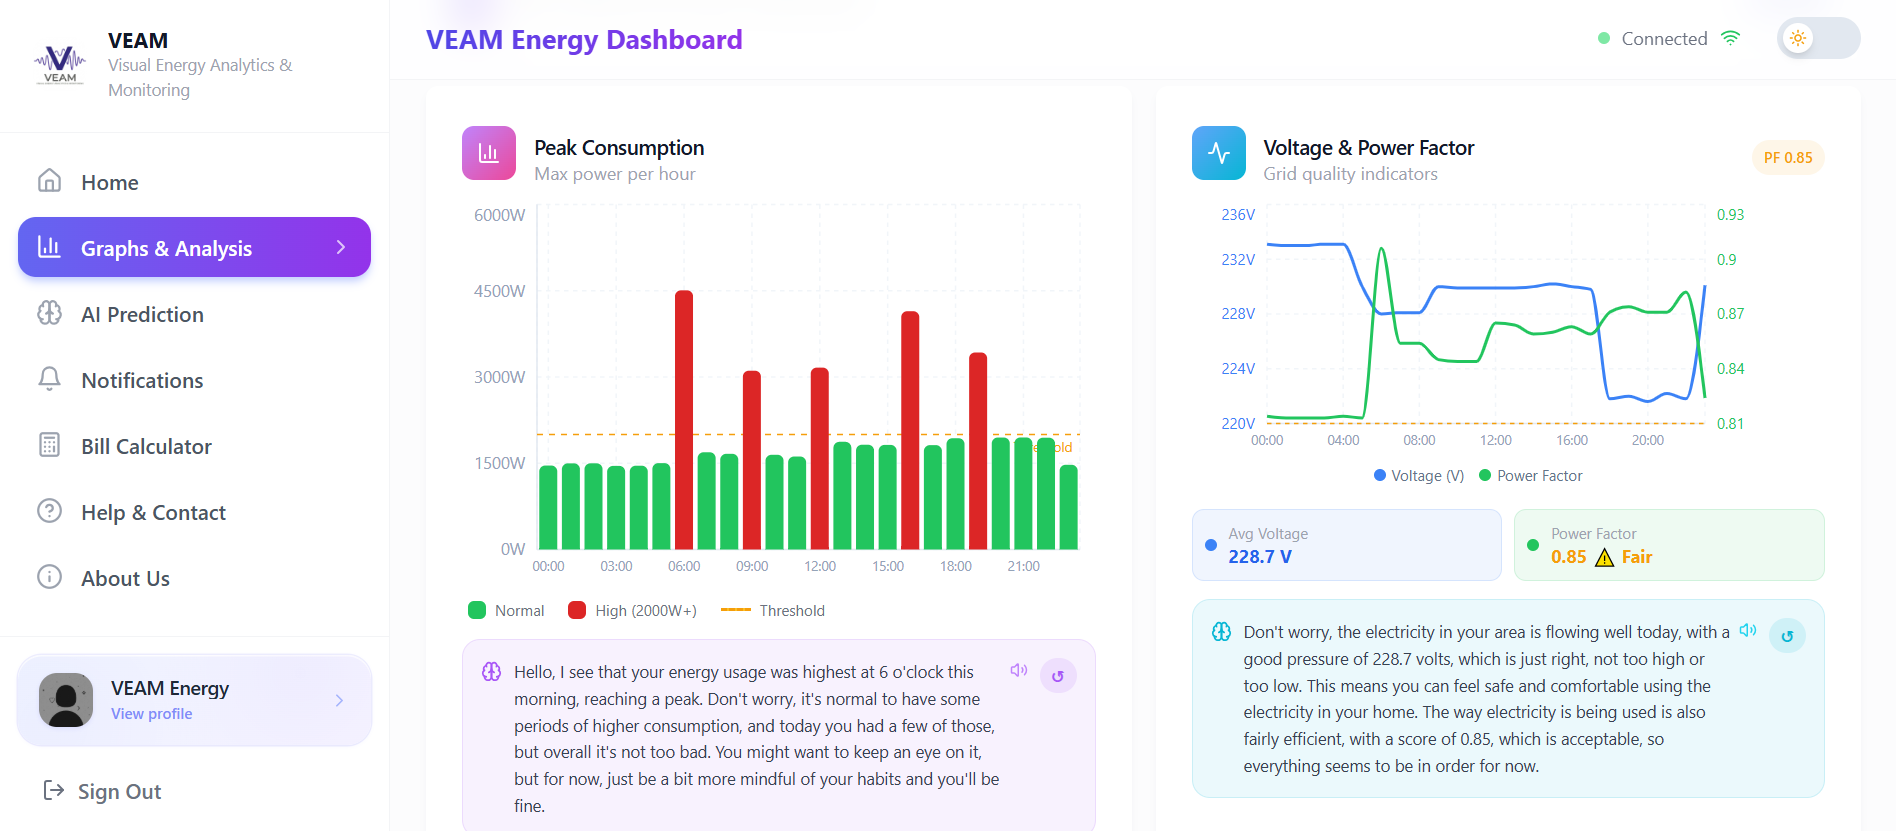 VEAM
Visual Energy Analytics &
Monitoring
VEAM
Home
Graphs & Analysis
AI Prediction
Notifications
Bill Calculator
Help & Contact
About Us
VEAM Energy
View profile
Sign Out
VEAM Energy Dashboard
Connected
Peak Consumption
Max power per hour
6000W
4500W
3000W
1500W
0W
00:00 03:00 06:00 09:00 12:00 15:00 18:00 21:00
Normal High (2000W+) Threshold
Hello, I see that your energy usage was highest at 6 o'clock this
morning, reaching a peak. Don't worry, it's normal to have some
periods of higher consumption, and today you had a few of those,
but overall it's not too bad. You might want to keep an eye on it,
but for now, just be a bit more mindful of your habits and you'll be
fine.
Voltage & Power Factor
Grid quality indicators
PF 0.85
236V 0.93
232V 0.9
228V 0.87
224V 0.84
220V 0.81
00:00 04:00 08:00 12:00 16:00 20:00
Voltage (V) Power Factor
Avg Voltage
228.7 V
Power Factor
0.85 ⚠ Fair
Don't worry, the electricity in your area is flowing well today, with a
good pressure of 228.7 volts, which is just right, not too high or
too low. This means you can feel safe and comfortable using the
electricity in your home. The way electricity is being used is also
fairly efficient, with a score of 0.85, which is acceptable, so
everything seems to be in order for now.